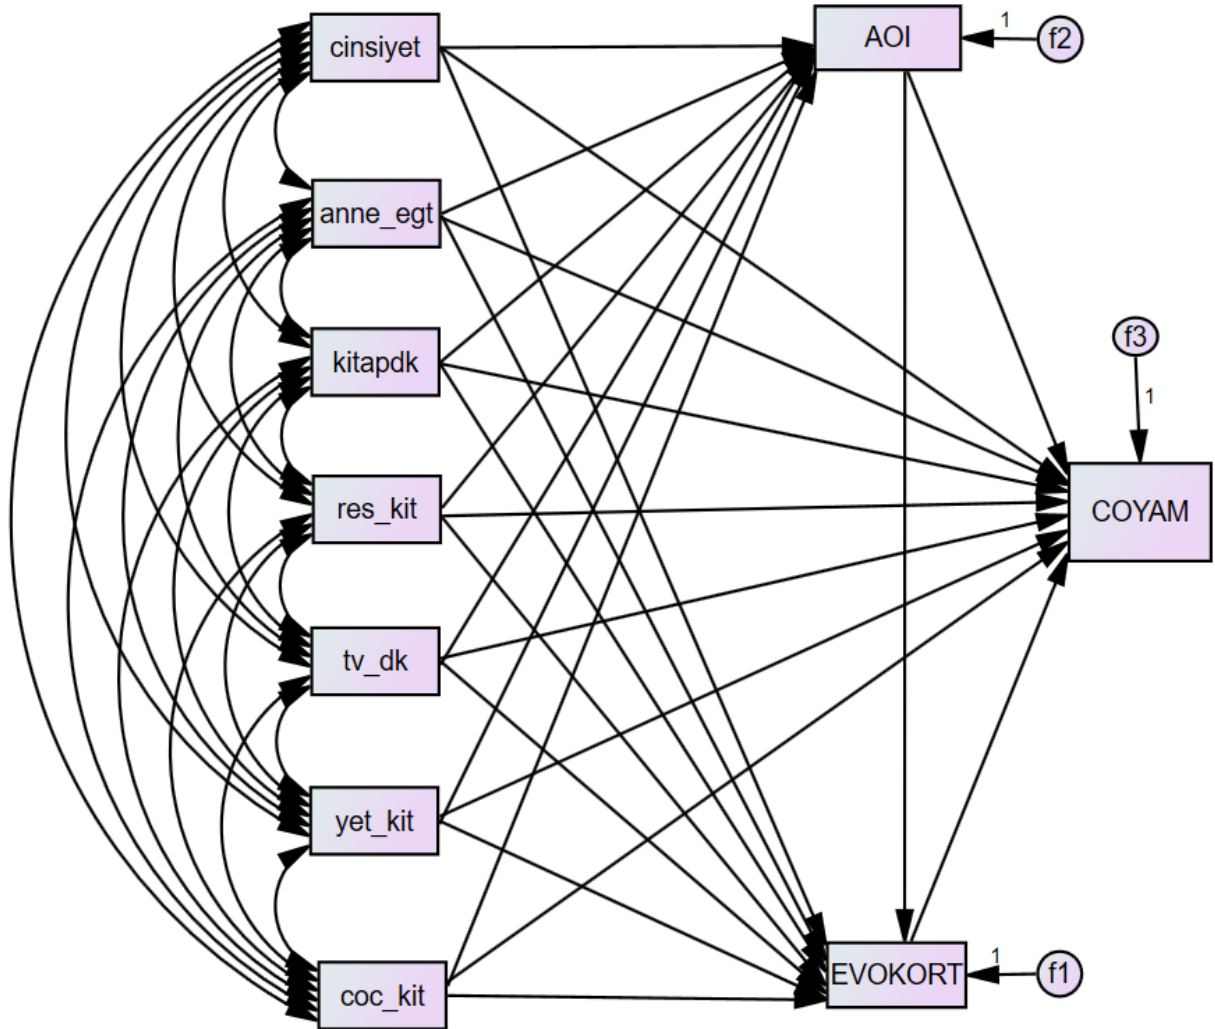 cinsiyet
anne_egt
kitapdk
res_kit
tv_dk
yet_kit
coc_kit
AOI
1
f2
f3
1
COYAM
EVOKORT
1
f1